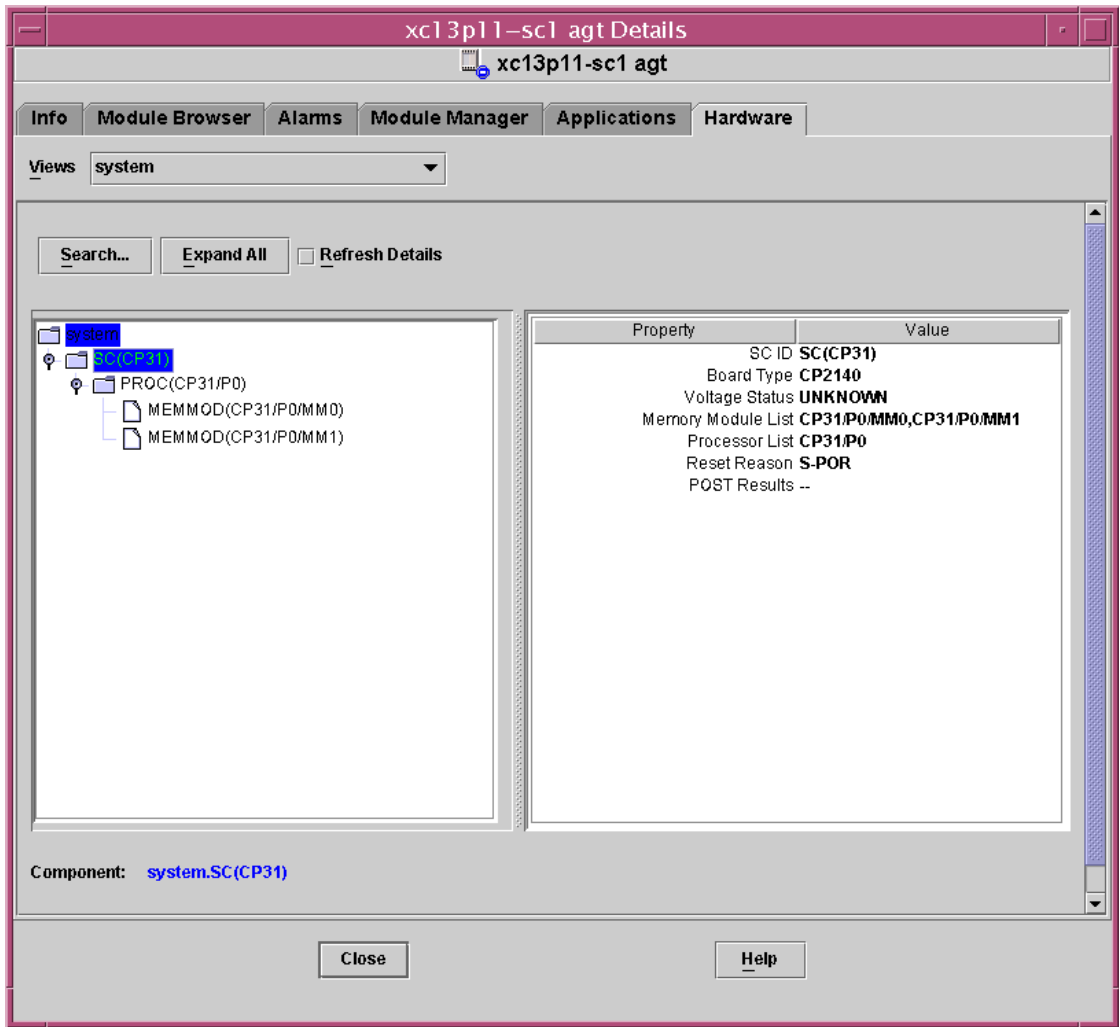 xc13p11-sc1 agt Details
xc13p11-sc1 agt
Info Module Browser Alarms Module Manager Applications Hardware
Views system
Search... Expand All Refresh Details
system
SC(CP31)
PROC(CP31/P0)
MEMMOD(CP31/P0/MM0)
MEMMOD(CP31/P0/MM1)
Property Value
SC ID SC(CP31)
Board Type CP2140
Voltage Status UNKNOWN
Memory Module List CP31/P0/MM0,CP31/P0/MM1
Processor List CP31/P0
Reset Reason S-POR
POST Results --
Component: system.SC(CP31)
Close Help